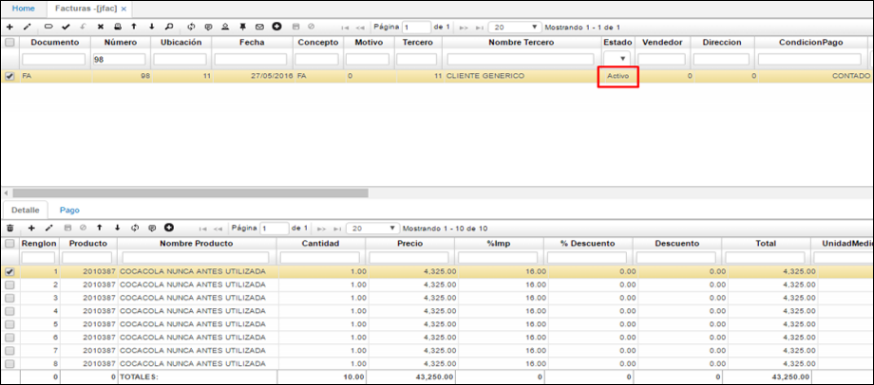 Home Facturas -[jfac] ×
Página 1 de 1 20 Mostrando 1 - 1 de 1
Documento Número Ubicación Fecha Concepto Motivo Tercero Nombre Tercero Estado Vendedor Direccion CondicionPago
98
FA 98 11 27/05/2016 FA 0 11 CLIENTE GENERICO Activo 0 0 CONTADO
Detalle Pago
Página 1 de 1 20 Mostrando 1 - 10 de 10
Renglon Producto Nombre Producto Cantidad Precio %Imp % Descuento Descuento Total UnidadMedi
1 2010387 COCACOLA NUNCA ANTES UTILIZADA 1.00 4,325.00 16.00 0.00 0.00 4,325.00
2 2010387 COCACOLA NUNCA ANTES UTILIZADA 1.00 4,325.00 16.00 0.00 0.00 4,325.00
3 2010387 COCACOLA NUNCA ANTES UTILIZADA 1.00 4,325.00 16.00 0.00 0.00 4,325.00
4 2010387 COCACOLA NUNCA ANTES UTILIZADA 1.00 4,325.00 16.00 0.00 0.00 4,325.00
5 2010387 COCACOLA NUNCA ANTES UTILIZADA 1.00 4,325.00 16.00 0.00 0.00 4,325.00
6 2010387 COCACOLA NUNCA ANTES UTILIZADA 1.00 4,325.00 16.00 0.00 0.00 4,325.00
7 2010387 COCACOLA NUNCA ANTES UTILIZADA 1.00 4,325.00 16.00 0.00 0.00 4,325.00
8 2010387 COCACOLA NUNCA ANTES UTILIZADA 1.00 4,325.00 16.00 0.00 0.00 4,325.00
0 0 TOTALES: 10.00 43,250.00 0 0 0 43,250.00